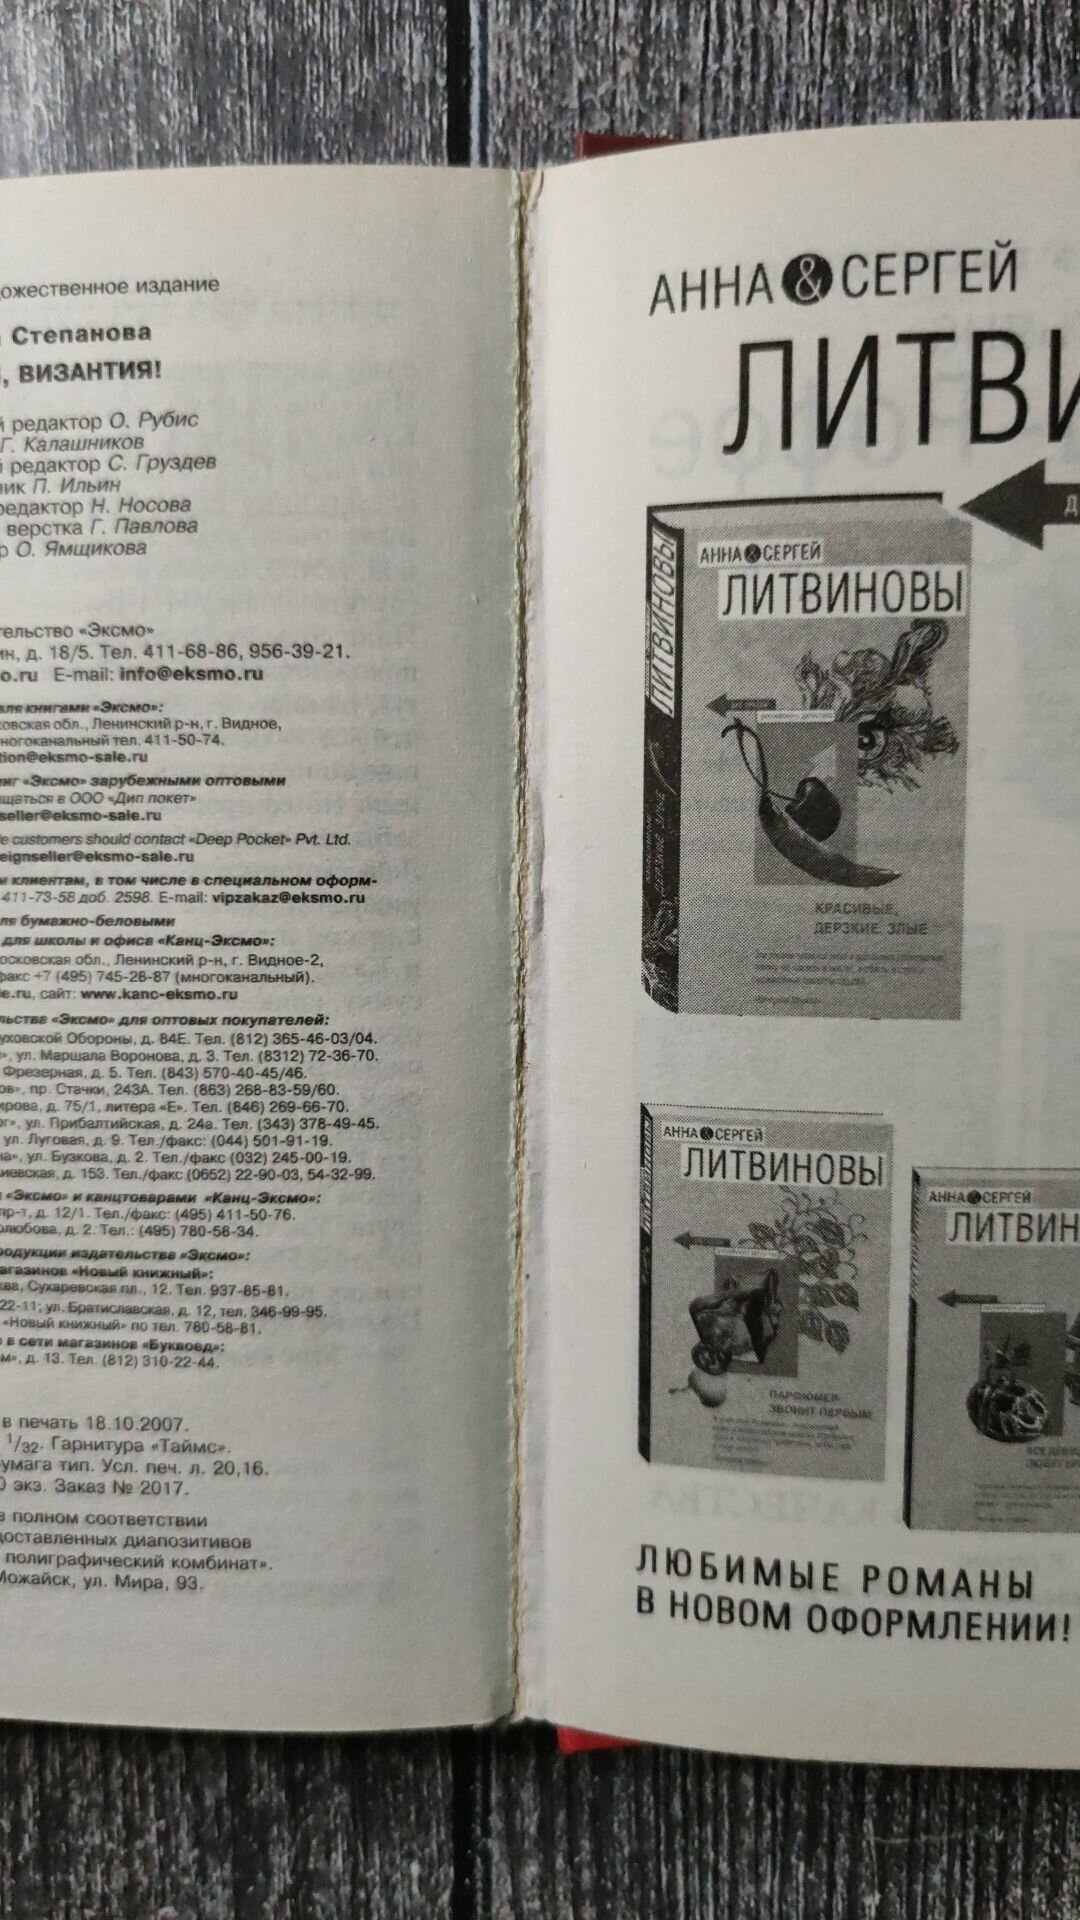 ожественное издание
Степанова
, ВИЗАНТИЯ!
й редактор О. Рубис
Г. Калашников
й редактор С. Груздев
ник П. Ильин
редактор Н. Носова
верстка Г. Павлова
р О. Ямщикова
тельство «Эксмо»
ин, д. 18/5. Тел. 411-68-86, 956-39-21.
o.ru E-mail: info@eksmo.ru
ля книгами «Эксмо»:
ковская обл., Ленинский р-н, г. Видное,
ногоканальный тел. 411-50-74.
tion@eksmo-sale.ru
ниг «Эксмо» зарубежными оптовыми
щаться в ООО «Дип покет»
seller@eksmo-sale.ru
le customers should contact «Deep Pocket» Pvt. Ltd.
eignseller@eksmo-sale.ru
м клиентам, в том числе в специальном оформ-
411-73-58 доб. 2598. E-mail: vipzakaz@eksmo.ru
ля бумажно-беловыми
для школы и офиса «Канц-Эксмо»:
осковская обл., Ленинский р-н, г. Видное-2,
факс +7 (495) 745-28-87 (многоканальный).
le.ru, сайт: www.kanc-eksmo.ru
льства «Эксмо» для оптовых покупателей:
уховской Обороны, д. 84Е. Тел. (812) 365-46-03/04.
», ул. Маршала Воронова, д. 3. Тел. (8312) 72-36-70.
Фрезерная, д. 5. Тел. (843) 570-40-45/46.
ов», пр. Стачки, 243А. Тел. (863) 268-83-59/60.
ирова, д. 75/1, литера «Е». Тел. (846) 269-66-70.
рг», ул. Прибалтийская, д. 24а. Тел. (343) 378-49-45.
ул. Луговая, д. 9. Тел./факс: (044) 501-91-19.
на», ул. Бузкова, д. 2. Тел./факс (032) 245-00-19.
иевская, д. 153. Тел./факс (0652) 22-90-03, 54-32-99.
«Эксмо» и канцтоварами «Канц-Эксмо»:
пр-т, д. 12/1. Тел./факс: (495) 411-50-76.
олюбова, д. 2. Тел.: (495) 780-58-34.
родукции издательства «Эксмо»:
агазинов «Новый книжный»:
ква, Сухаревская пл., 12. Тел. 937-85-81.
22-11; ул. Братиславская, д. 12, тел. 346-99-95.
«Новый книжный» по тел. 780-58-81.
о в сети магазинов «Буквоед»:
м», д. 13. Тел. (812) 310-22-44.
в печать 18.10.2007.
1/32. Гарнитура «Таймс».
умага тип. Усл. печ. л. 20,16.
0 экз. Заказ № 2017.
в полном соответствии
доставленных диапозитивов
полиграфический комбинат».
Можайск, ул. Мира, 93.
АННА & СЕРГЕЙ
ЛИТВИ
Д
ЛИТВИНОВЫ
АННА & СЕРГЕЙ
ЛИТВИНОВЫ
КРАСИВЫЕ,
ДЕРЗКИЕ, ЗЛЫЕ
АННА & СЕРГЕЙ
ЛИТВИНОВЫ
ПАРФЮМЕР
ЗВОНИТ ПЕРВЫМ
АННА & СЕРГЕЙ
ЛИТВИН
ВСЕ ДЕВУ
ЛЮБЯТ БР
ЛЮБИМЫЕ РОМАНЫ
В НОВОМ ОФОРМЛЕНИИ!